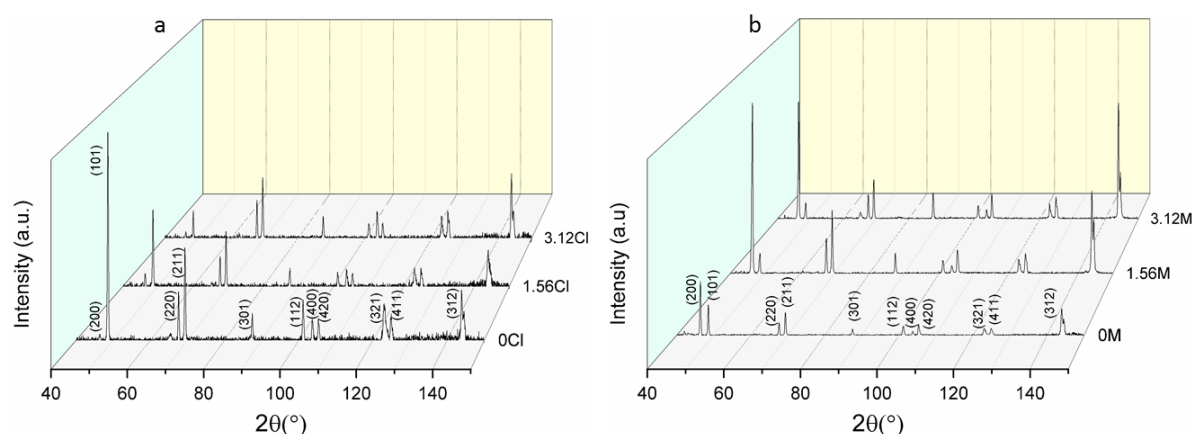 a
Intensity (a.u.)
(101)
(200)
(220)
(211)
(301)
(112)
(400)
(420)
(321)
(411)
(312)
3.12Cl
1.56Cl
0Cl
40 60 80 100 120 140
2θ(°)
b
Intensity (a.u)
(200)
(101)
(220)
(211)
(301)
(112)
(400)
(420)
(321)
(411)
(312)
3.12M
1.56M
0M
40 60 80 100 120 140
2θ(°)